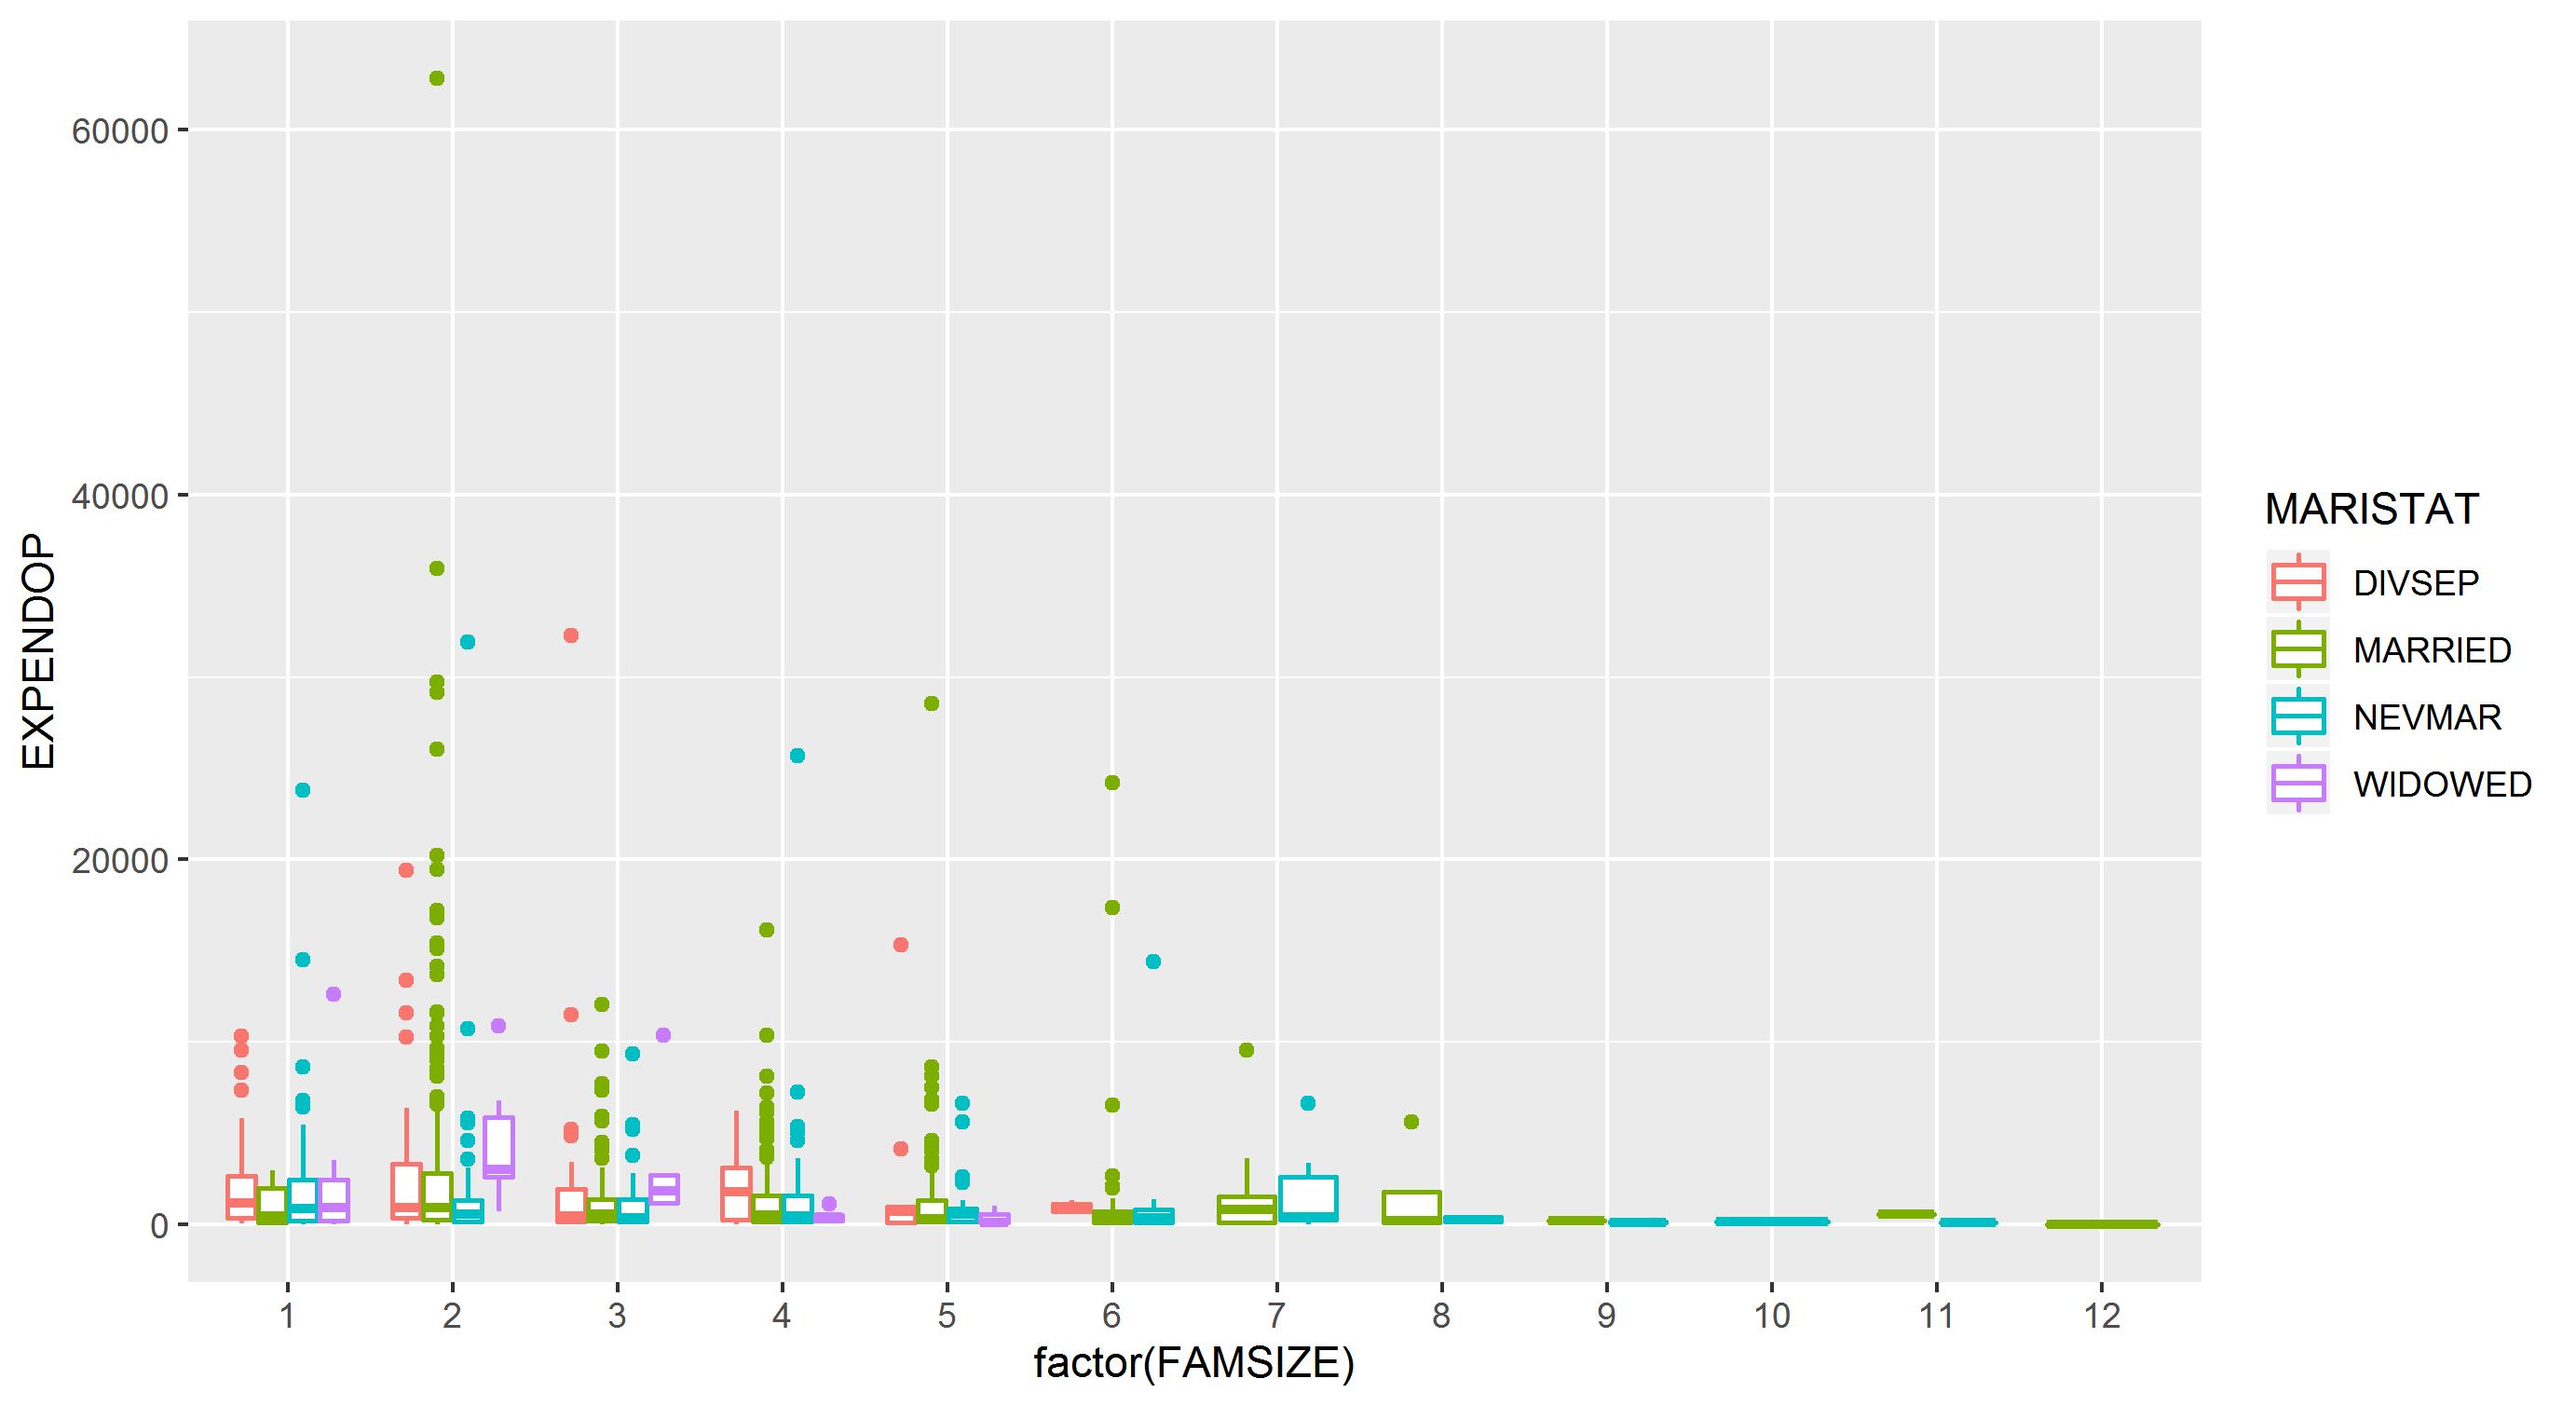 60000
40000
20000
0
EXPENDOP
1 2 3 4 5 6 7 8 9 10 11 12
factor(FAMSIZE)
MARISTAT
DIVSEP
MARRIED
NEVMAR
WIDOWED